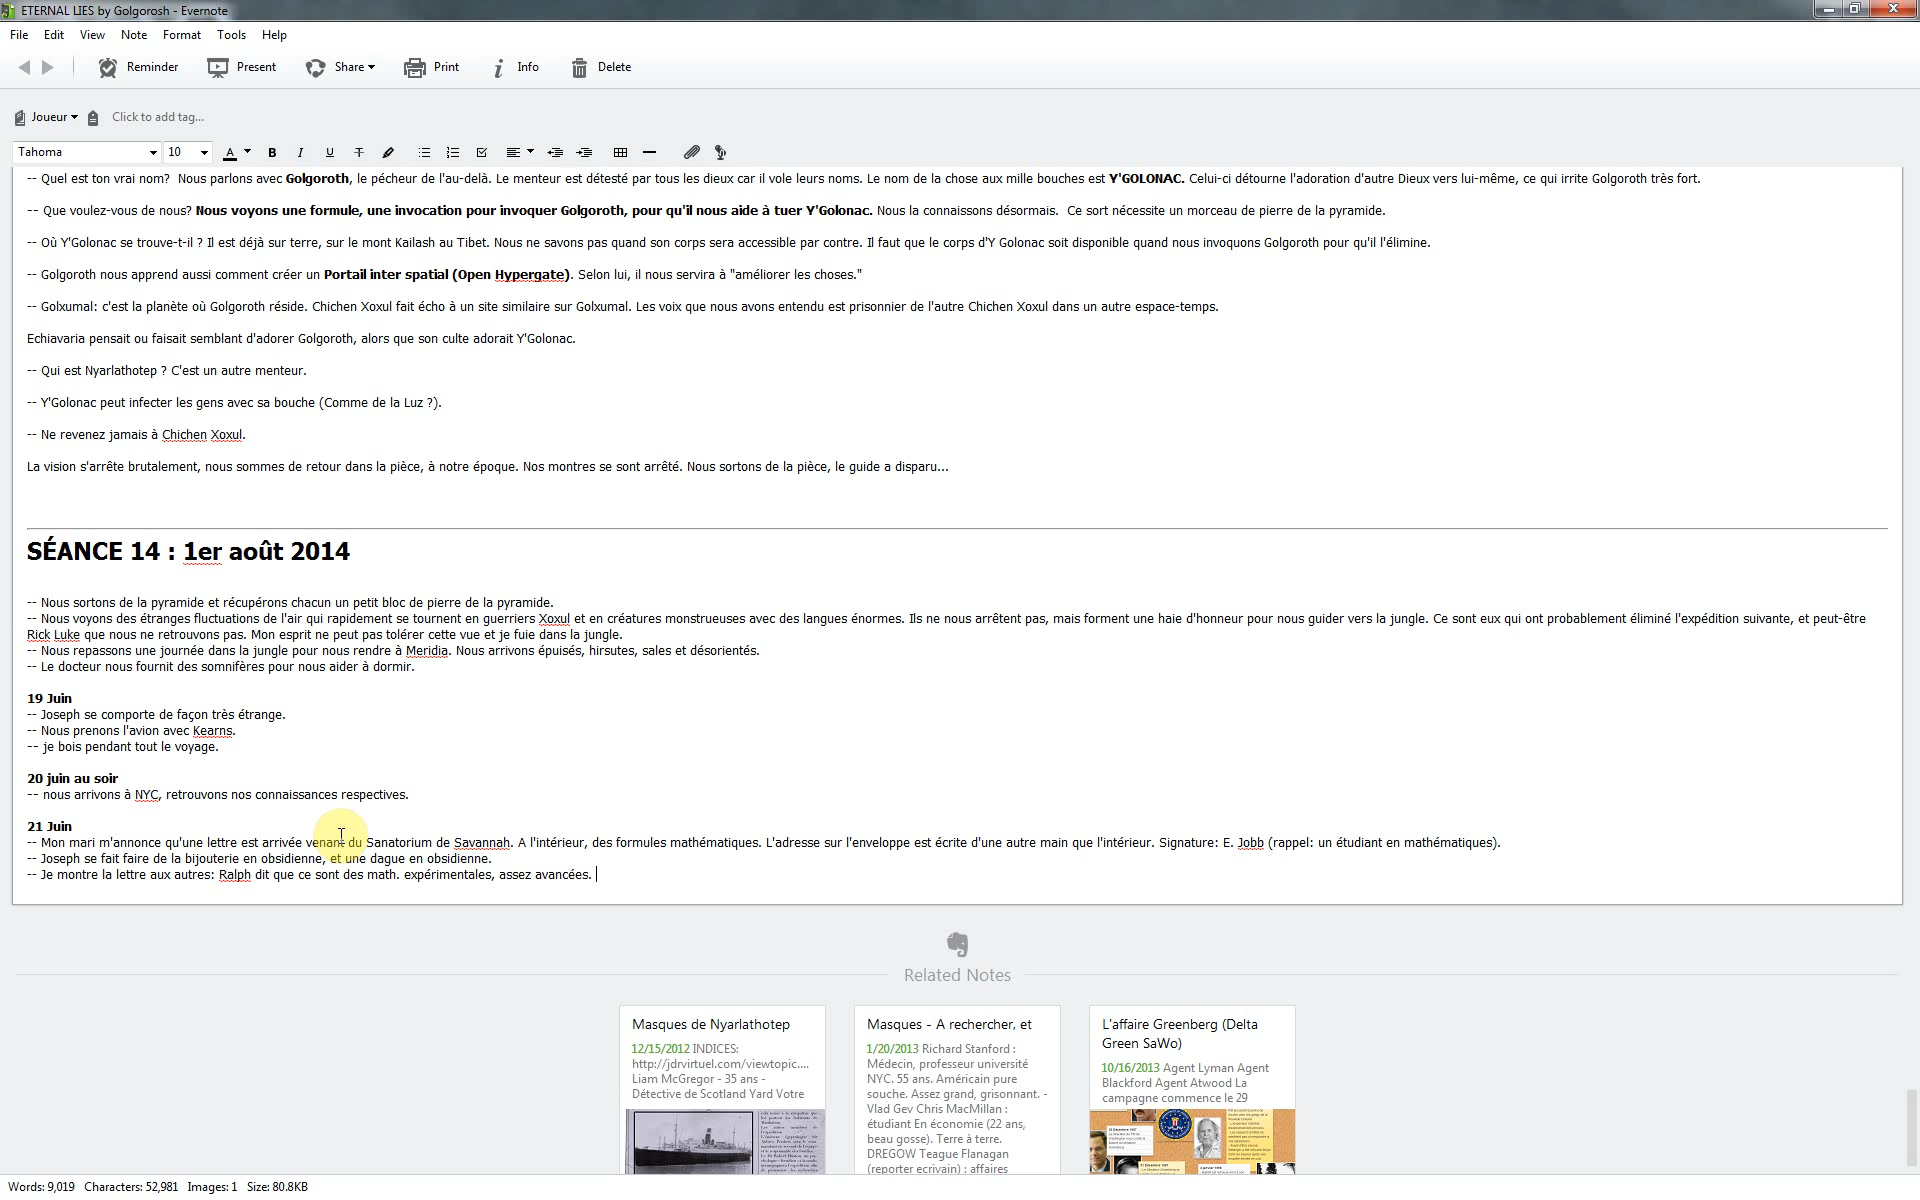 ETERNAL LIES by Golgorosh - Evernote
File Edit View Note Format Tools Help
Reminder Present Share Print Info Delete
Joueur Click to add tag...
Tahoma 10 A B I U T
-- Quel est ton vrai nom?  Nous parlons avec Golgoroth, le pécheur de l'au-delà. Le menteur est détesté par tous les dieux car il vole leurs noms. Le nom de la chose aux mille bouches est Y'GOLONAC. Celui-ci détourne l'adoration d'autre Dieux vers lui-même, ce qui irrite Golgoroth très fort.
-- Que voulez-vous de nous? Nous voyons une formule, une invocation pour invoquer Golgoroth, pour qu'il nous aide à tuer Y'Golonac. Nous la connaissons désormais.  Ce sort nécessite un morceau de pierre de la pyramide.
-- Où Y'Golonac se trouve-t-il ? Il est déjà sur terre, sur le mont Kailash au Tibet. Nous ne savons pas quand son corps sera accessible par contre. Il faut que le corps d'Y Golonac soit disponible quand nous invoquons Golgoroth pour qu'il l'élimine.
-- Golgoroth nous apprend aussi comment créer un Portail inter spatial (Open Hypergate). Selon lui, il nous servira à "améliorer les choses."
-- Golxumal: c'est la planète où Golgoroth réside. Chichen Xoxul fait écho à un site similaire sur Golxumal. Les voix que nous avons entendu est prisonnier de l'autre Chichen Xoxul dans un autre espace-temps.
Echiavaria pensait ou faisait semblant d'adorer Golgoroth, alors que son culte adorait Y'Golonac.
-- Qui est Nyarlathotep ? C'est un autre menteur.
-- Y'Golonac peut infecter les gens avec sa bouche (Comme de la Luz ?).
-- Ne revenez jamais à Chichen Xoxul.
La vision s'arrête brutalement, nous sommes de retour dans la pièce, à notre époque. Nos montres se sont arrêté. Nous sortons de la pièce, le guide a disparu...
SÉANCE 14 : 1er août 2014
-- Nous sortons de la pyramide et récupérons chacun un petit bloc de pierre de la pyramide.
-- Nous voyons des étranges fluctuations de l'air qui rapidement se tournent en guerriers Xoxul et en créatures monstrueuses avec des langues énormes. Ils ne nous arrêtent pas, mais forment une haie d'honneur pour nous guider vers la jungle. Ce sont eux qui ont probablement éliminé l'expédition suivante, et peut-être
Rick Luke que nous ne retrouvons pas. Mon esprit ne peut pas tolérer cette vue et je fuie dans la jungle.
-- Nous repassons une journée dans la jungle pour nous rendre à Meridia. Nous arrivons épuisés, hirsutes, sales et désorientés.
-- Le docteur nous fournit des somnifères pour nous aider à dormir.
19 Juin
-- Joseph se comporte de façon très étrange.
-- Nous prenons l'avion avec Kearns.
-- je bois pendant tout le voyage.
20 juin au soir
-- nous arrivons à NYC, retrouvons nos connaissances respectives.
21 Juin
-- Mon mari m'annonce qu'une lettre est arrivée venant du Sanatorium de Savannah. A l'intérieur, des formules mathématiques. L'adresse sur l'enveloppe est écrite d'une autre main que l'intérieur. Signature: E. Jobb (rappel: un étudiant en mathématiques).
-- Joseph se fait faire de la bijouterie en obsidienne, et une dague en obsidienne.
-- Je montre la lettre aux autres: Ralph dit que ce sont des math. expérimentales, assez avancées.
Related Notes
Masques de Nyarlathotep
12/15/2012 INDICES:
http://jdrvirtuel.com/viewtopic....
Liam McGregor - 35 ans -
Détective de Scotland Yard Votre
Masques - A rechercher, et
1/20/2013 Richard Stanford :
Médecin, professeur université
NYC. 55 ans. Américain pure
souche. Assez grand, grisonnant. -
Vlad Gev Chris MacMillan :
étudiant En économie (22 ans,
beau gosse). Terre à terre.
DREGOW Teague Flanagan
(reporter ecrivain) : affaires
L'affaire Greenberg (Delta
Green SaWo)
10/16/2013 Agent Lyman Agent
Blackford Agent Atwood La
campagne commence le 29
Words: 9,019 Characters: 52,981 Images: 1 Size: 80.8KB